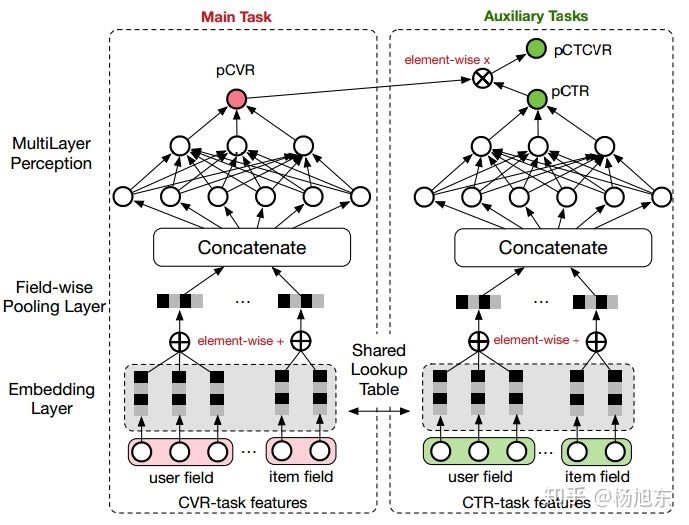 Main Task
Auxiliary Tasks
element-wise x
pCTCVR
pCVR
pCTR
MultiLayer
Perception
Concatenate
Concatenate
Field-wise
Pooling Layer
...
...
element-wise +
element-wise +
Shared
Lookup
Table
Embedding
Layer
...
...
user field
item field
user field
item field
CVR-task features
CTR-task features
知乎 @杨旭东